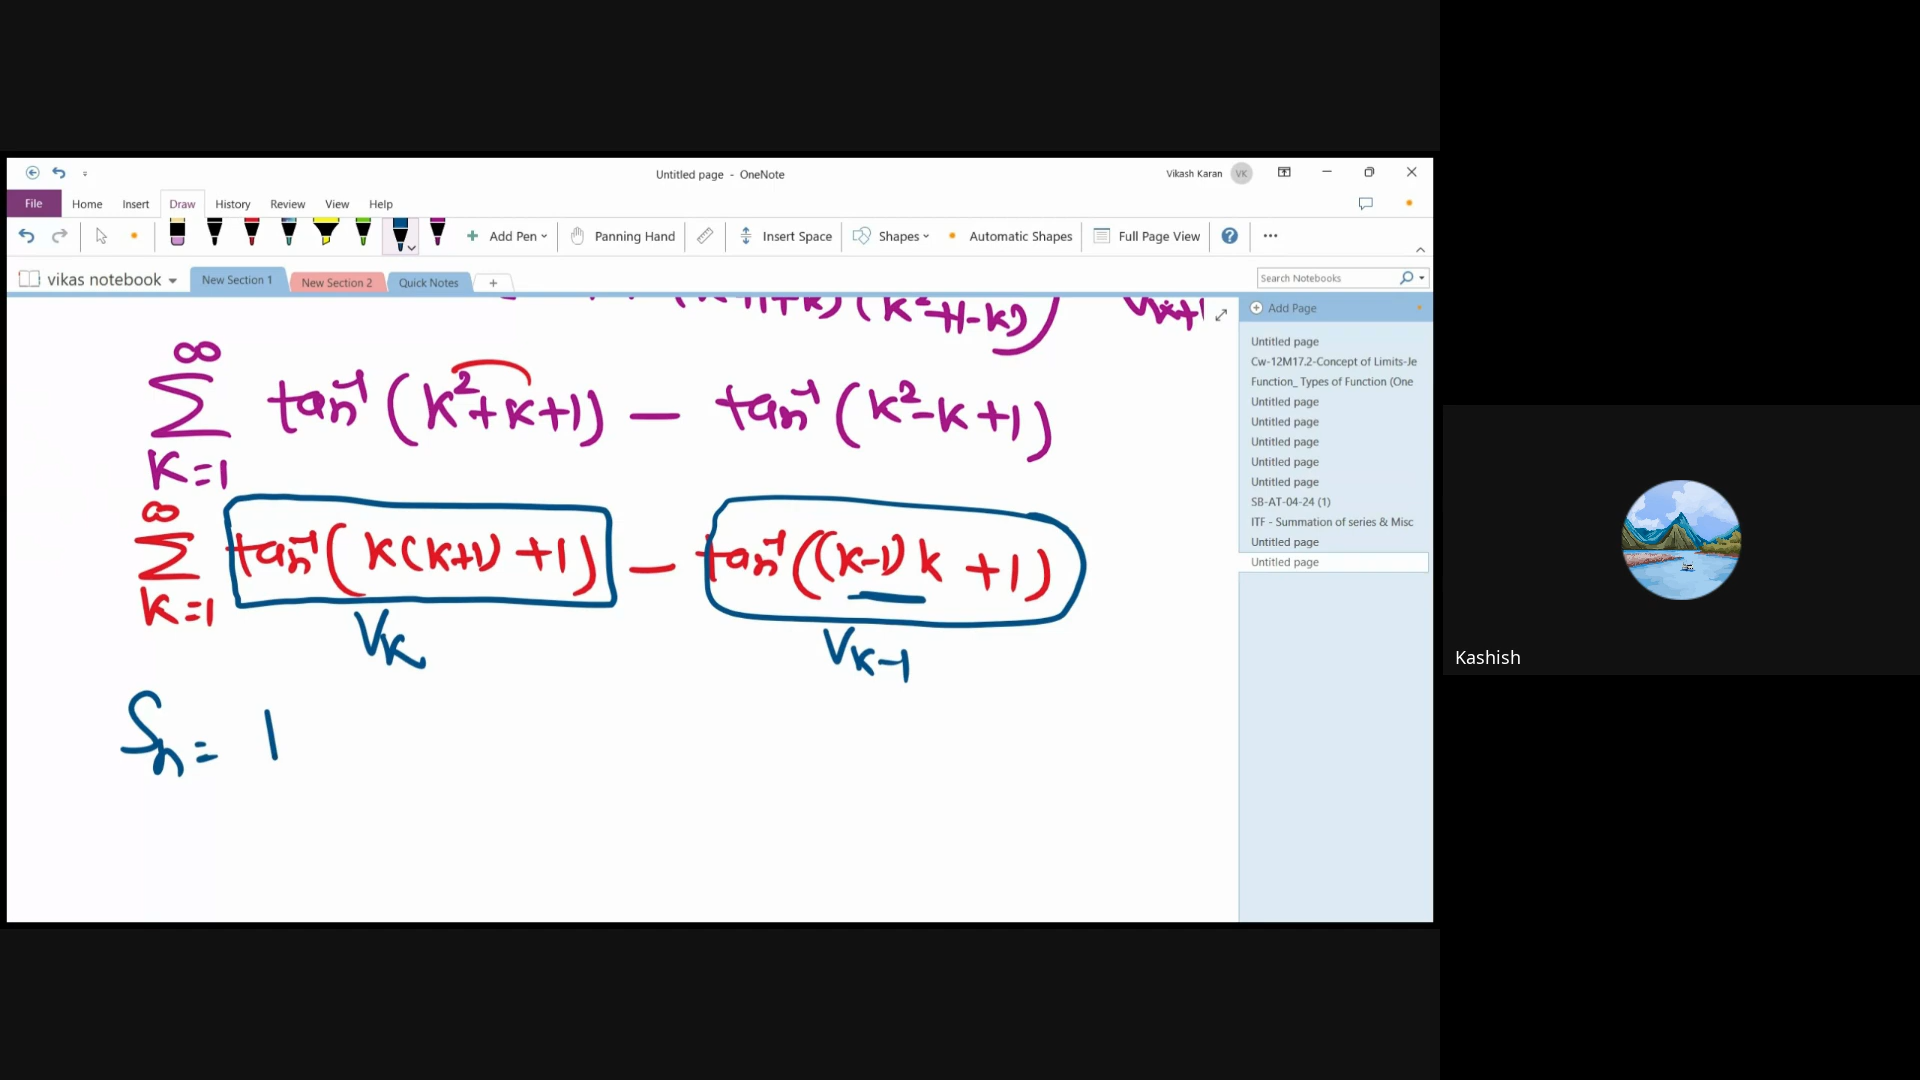 Untitled page - OneNote
Vikash Karan VK
File Home Insert Draw History Review View Help
Add Pen Panning Hand Insert Space Shapes Automatic Shapes Full Page View
vikas notebook New Section 1 New Section 2 Quick Notes +
Search Notebooks
Add Page
Untitled page
Cw-12M17.2-Concept of Limits-Je
Function_ Types of Function (One
Untitled page
Untitled page
Untitled page
Untitled page
Untitled page
SB-AT-04-24 (1)
ITF - Summation of series & Misc
Untitled page
Untitled page
(K²+1-K)
∞
Σ tan⁻¹(K²+K+1) — tan⁻¹(K²-K+1)
K=1
∞
Σ tan⁻¹(K(K+1)+1) — tan⁻¹((K-1)K+1)
K=1
V_K V_K-1
S_n = 1
Kashish